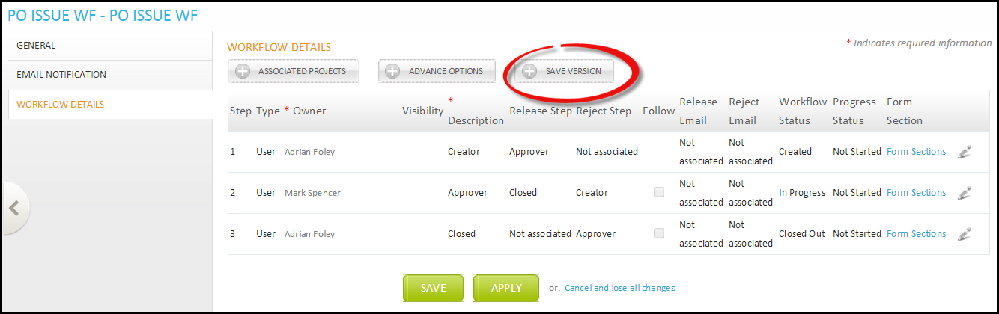 PO ISSUE WF - PO ISSUE WF
GENERAL
EMAIL NOTIFICATION
WORKFLOW DETAILS
WORKFLOW DETAILS
* Indicates required information
ASSOCIATED PROJECTS
ADVANCE OPTIONS
SAVE VERSION
Step Type * Owner Visibility * Description Release Step Reject Step Follow Release Email Reject Email Workflow Status Progress Status Form Section
1 User Adrian Foley Creator Approver Not associated Not associated Not associated Created Not Started Form Sections
2 User Mark Spencer Approver Closed Creator Not associated Not associated In Progress Not Started Form Sections
3 User Adrian Foley Closed Not associated Approver Not associated Not associated Closed Out Not Started Form Sections
SAVE APPLY or, Cancel and lose all changes